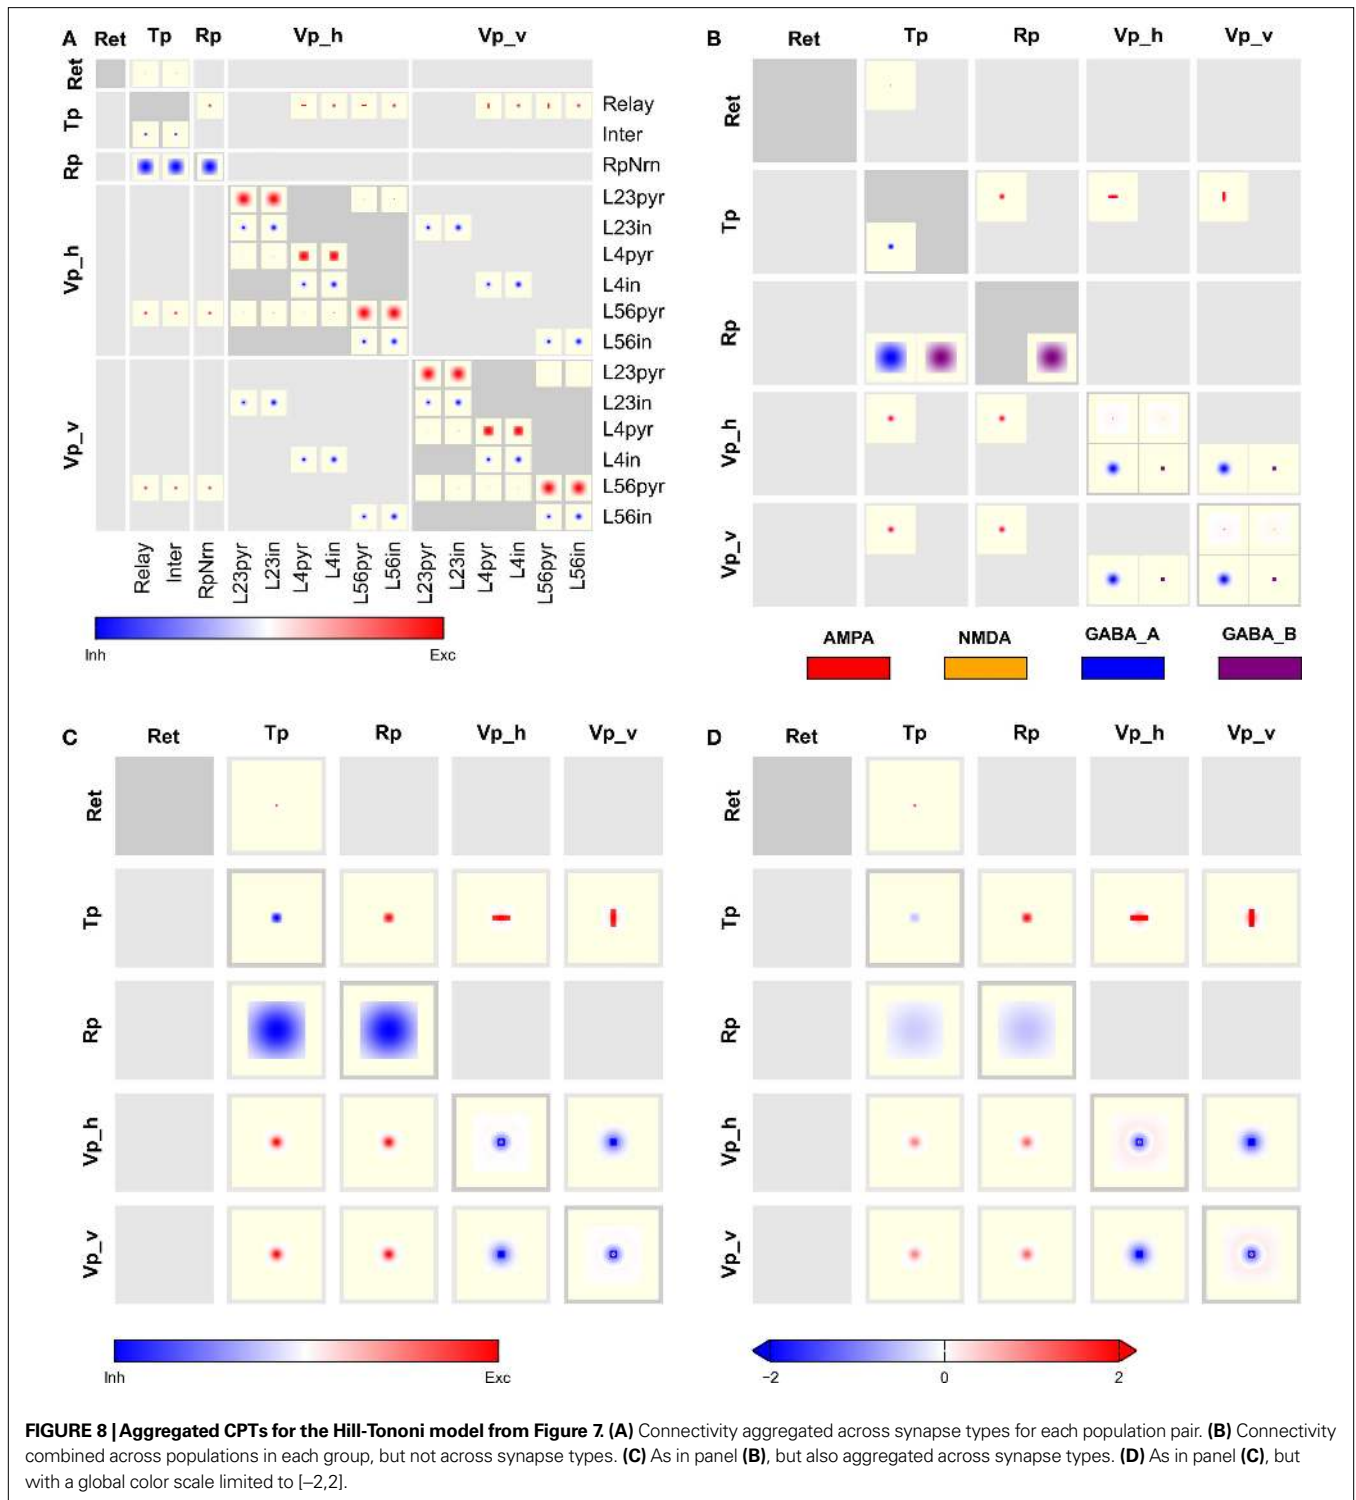 A Ret Tp Rp Vp_h Vp_v
Ret
Tp
Rp
Vp_h
Vp_v
Relay
Inter
RpNrn
L23pyr
L23in
L4pyr
L4in
L56pyr
L56in
L23pyr
L23in
L4pyr
L4in
L56pyr
L56in
Relay Inter RpNrn L23pyr L23in L4pyr L4in L56pyr L56in L23pyr L23in L4pyr L4in L56pyr L56in
Inh Exc
B Ret Tp Rp Vp_h Vp_v
Ret
Tp
Rp
Vp_h
Vp_v
AMPA NMDA GABA_A GABA_B
C Ret Tp Rp Vp_h Vp_v
Ret
Tp
Rp
Vp_h
Vp_v
Inh Exc
D Ret Tp Rp Vp_h Vp_v
Ret
Tp
Rp
Vp_h
Vp_v
−2 0 2
FIGURE 8 | Aggregated CPTs for the Hill-Tononi model from Figure 7. (A) Connectivity aggregated across synapse types for each population pair. (B) Connectivity
combined across populations in each group, but not across synapse types. (C) As in panel (B), but also aggregated across synapse types. (D) As in panel (C), but
with a global color scale limited to [–2,2].